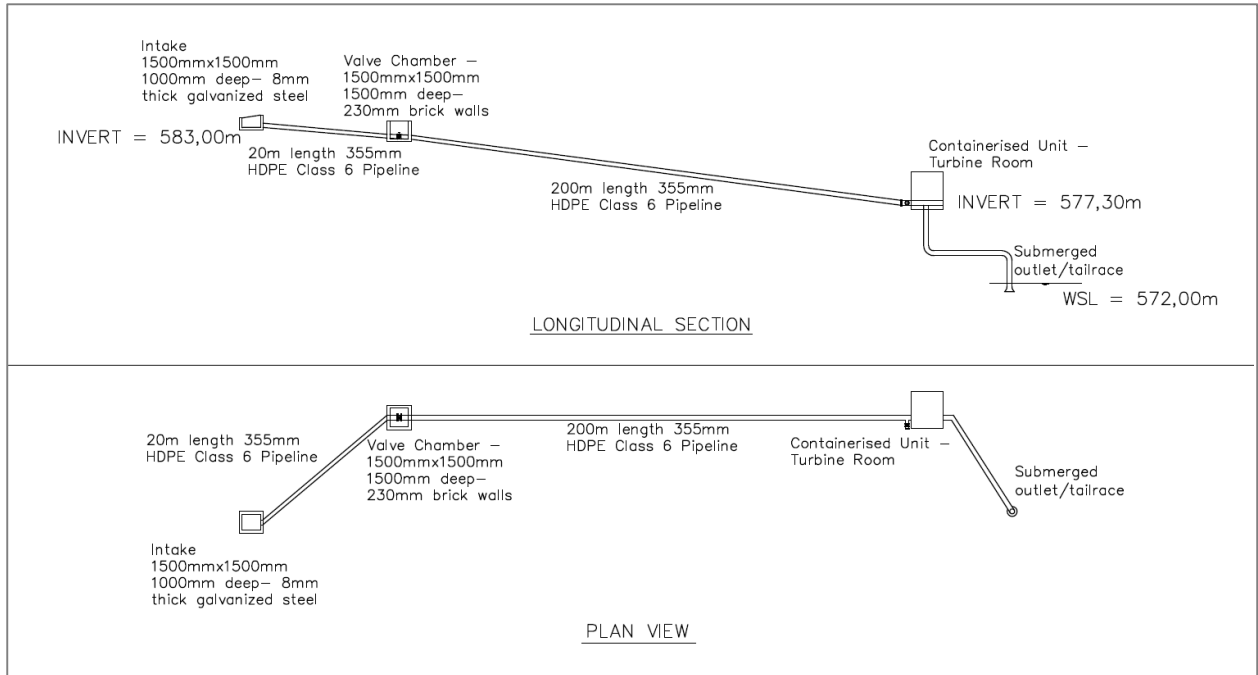 Intake
1500mmx1500mm
1000mm deep– 8mm
thick galvanized steel
Valve Chamber –
1500mmx1500mm
1500mm deep–
230mm brick walls
INVERT = 583,00m
20m length 355mm
HDPE Class 6 Pipeline
200m length 355mm
HDPE Class 6 Pipeline
Containerised Unit –
Turbine Room
INVERT = 577,30m
Submerged
outlet/tailrace
WSL = 572,00m
LONGITUDINAL SECTION
20m length 355mm
HDPE Class 6 Pipeline
Valve Chamber –
1500mmx1500mm
1500mm deep–
230mm brick walls
200m length 355mm
HDPE Class 6 Pipeline
Containerised Unit –
Turbine Room
Submerged
outlet/tailrace
Intake
1500mmx1500mm
1000mm deep– 8mm
thick galvanized steel
PLAN VIEW